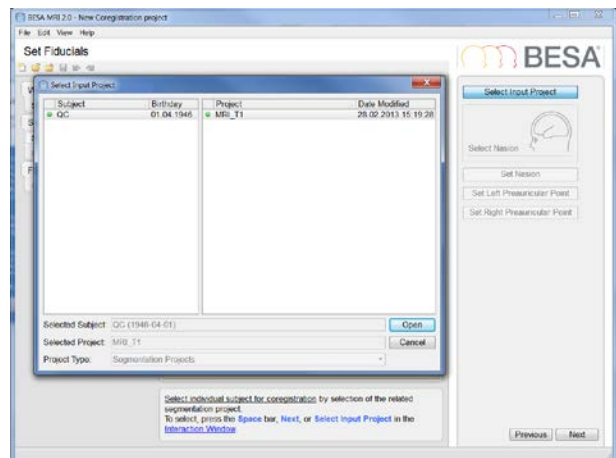 BESA MRI 2.0 - New Coregistration project
File Edit View Help
Set Fiducials
BESA
Select Input Project
Select Input Project
Subject Birthday Project Date Modified
QC 01.04.1946 MRI_T1 28.02.2013 15:19:28
Select Nasion
Set Nasion
Set Left Preauricular Point
Set Right Preauricular Point
Selected Subject: QC (1946-04-01) Open
Selected Project: MRI_T1 Cancel
Project Type: Segmentation Projects
Select individual subject for coregistration by selection of the related
segmentation project.
To select, press the Space bar, Next, or Select Input Project in the
Interaction Window
Previous Next